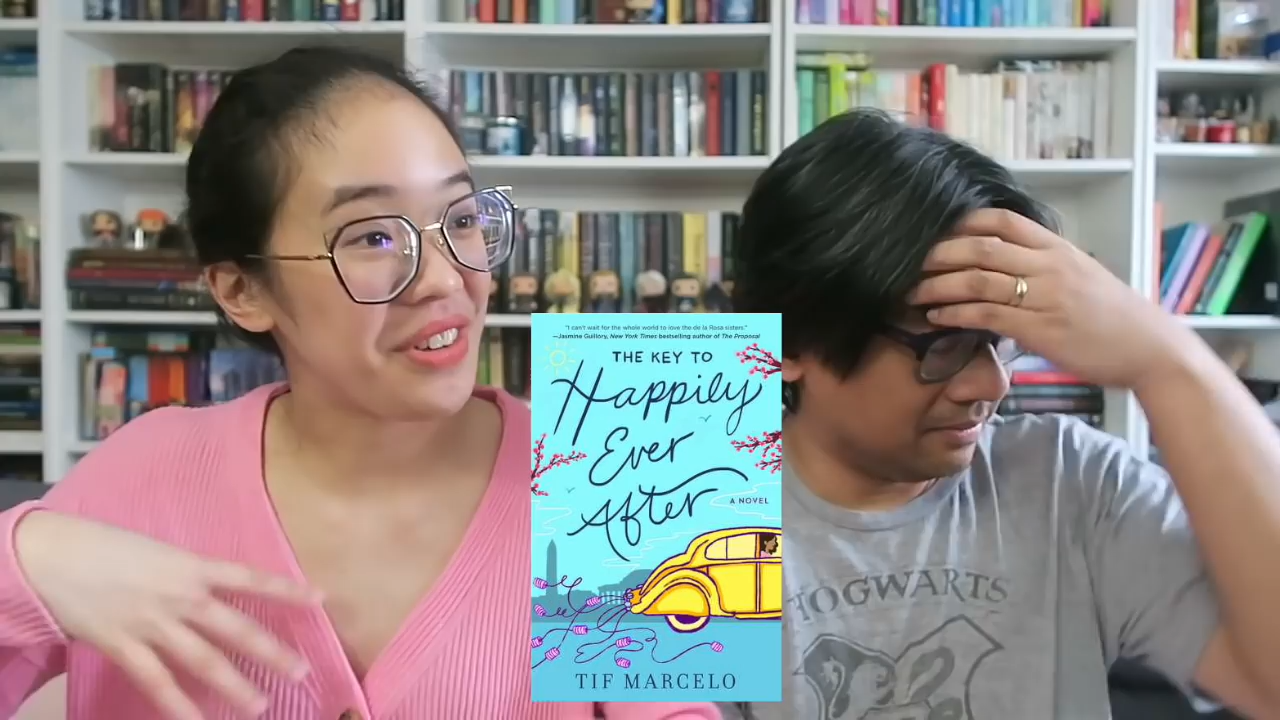 "I can't wait for the whole world to love the de la Rosa sisters."
—Jasmine Guillory, New York Times bestselling author of The Proposal
THE KEY TO
Happily
Ever
After
A NOVEL
TIF MARCELO
HOGWARTS